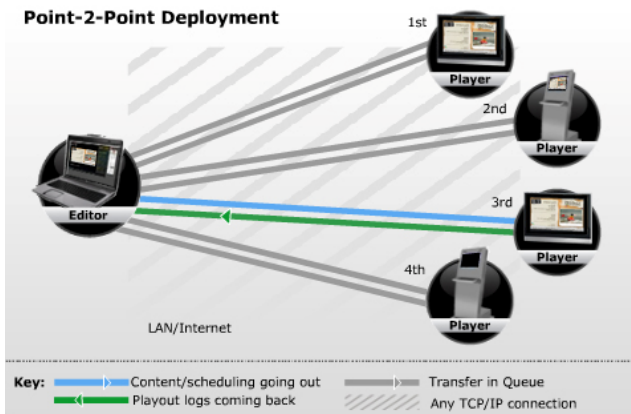 Point-2-Point Deployment
1st
Player
2nd
Player
Editor
3rd
Player
4th
Player
LAN/Internet
Key:
Content/scheduling going out
Transfer in Queue
Playout logs coming back
Any TCP/IP connection